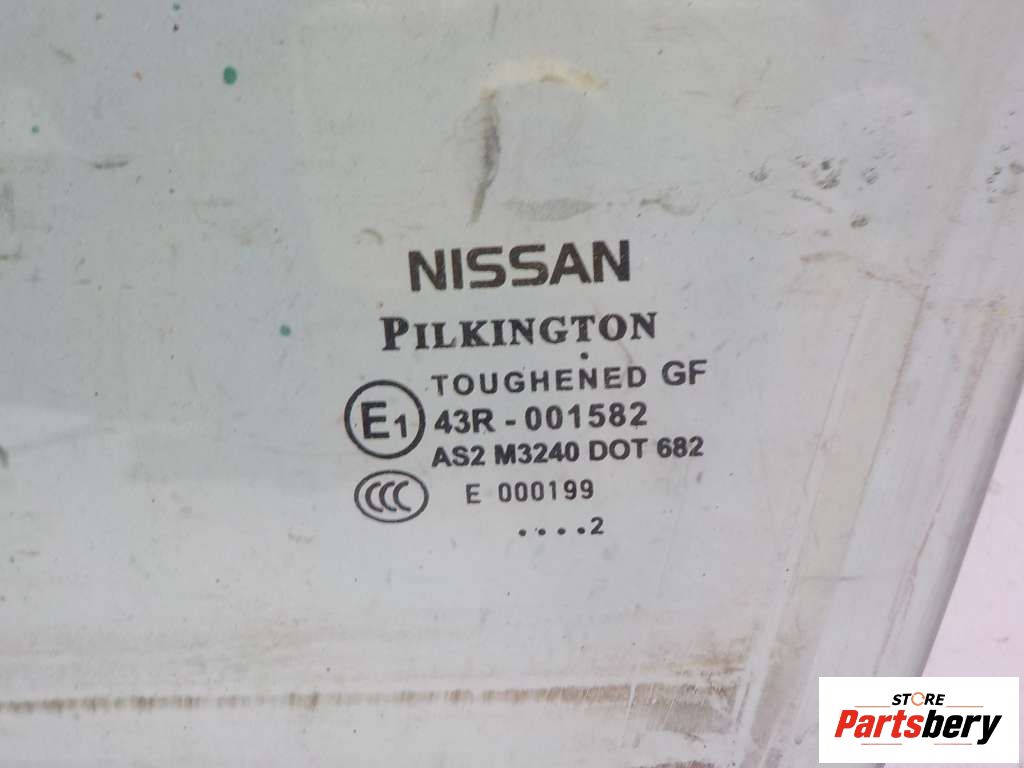 NISSAN
PILKINGTON
TOUGHENED GF
E1 43R - 001582
AS2 M3240 DOT 682
CCC E 000199
....2
STORE
Partsbery